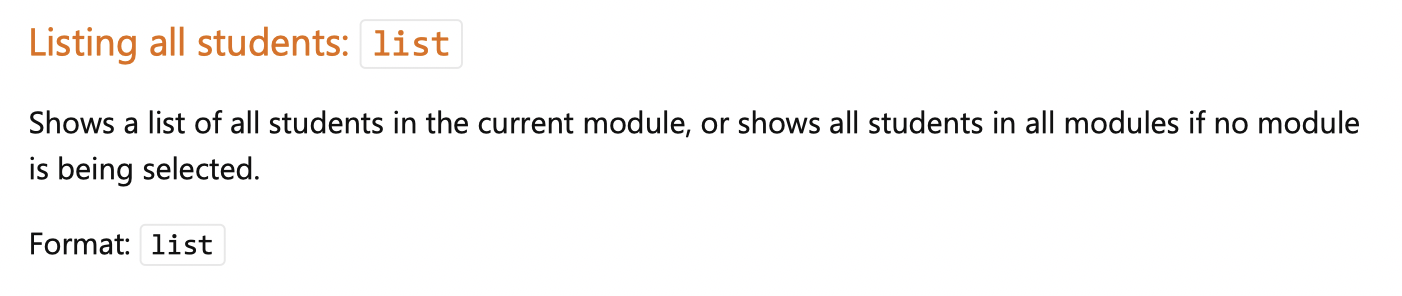 Listing all students: list
Shows a list of all students in the current module, or shows all students in all modules if no module
is being selected.
Format: list